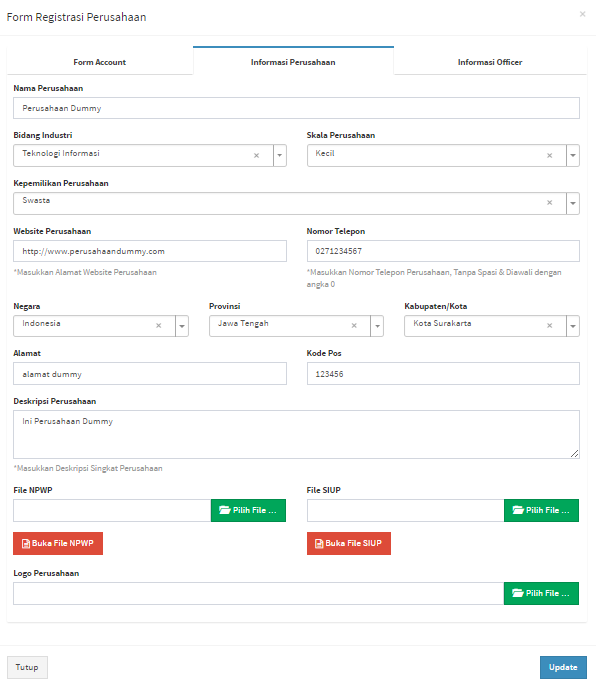 Form Registrasi Perusahaan
×
Form Account
Informasi Perusahaan
Informasi Officer
Nama Perusahaan
Perusahaan Dummy
Bidang Industri
Skala Perusahaan
Teknologi Informasi ×
Kecil ×
Kepemilikan Perusahaan
Swasta ×
Website Perusahaan
Nomor Telepon
http://www.perusahaandummy.com
0271234567
*Masukkan Alamat Website Perusahaan
*Masukkan Nomor Telepon Perusahaan, Tanpa Spasi & Diawali dengan
angka 0
Negara
Provinsi
Kabupaten/Kota
Indonesia ×
Jawa Tengah ×
Kota Surakarta ×
Alamat
Kode Pos
alamat dummy
123456
Deskripsi Perusahaan
Ini Perusahaan Dummy
*Masukkan Deskripsi Singkat Perusahaan
File NPWP
File SIUP
Pilih File ...
Pilih File ...
Buka File NPWP
Buka File SIUP
Logo Perusahaan
Pilih File ...
Tutup
Update